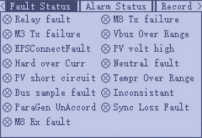 Fault Status Alarm Status Record
Relay fault M8 Tx failure
M3 Tx failure Vbus Over Range
EPSConnectFault PV volt high
Hard over Curr Neutral fault
PV short circuit Tempr Over Range
Bus sample fault Inconsistant
ParaGen UnAccord Sync Loss Fault
M8 Rx fault